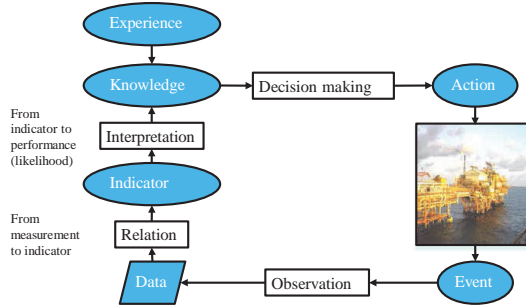 Experience
Knowledge
Decision making
Action
From
indicator to
performance
(likelihood)
Interpretation
Indicator
From
measurement
to indicator
Relation
Data
Observation
Event